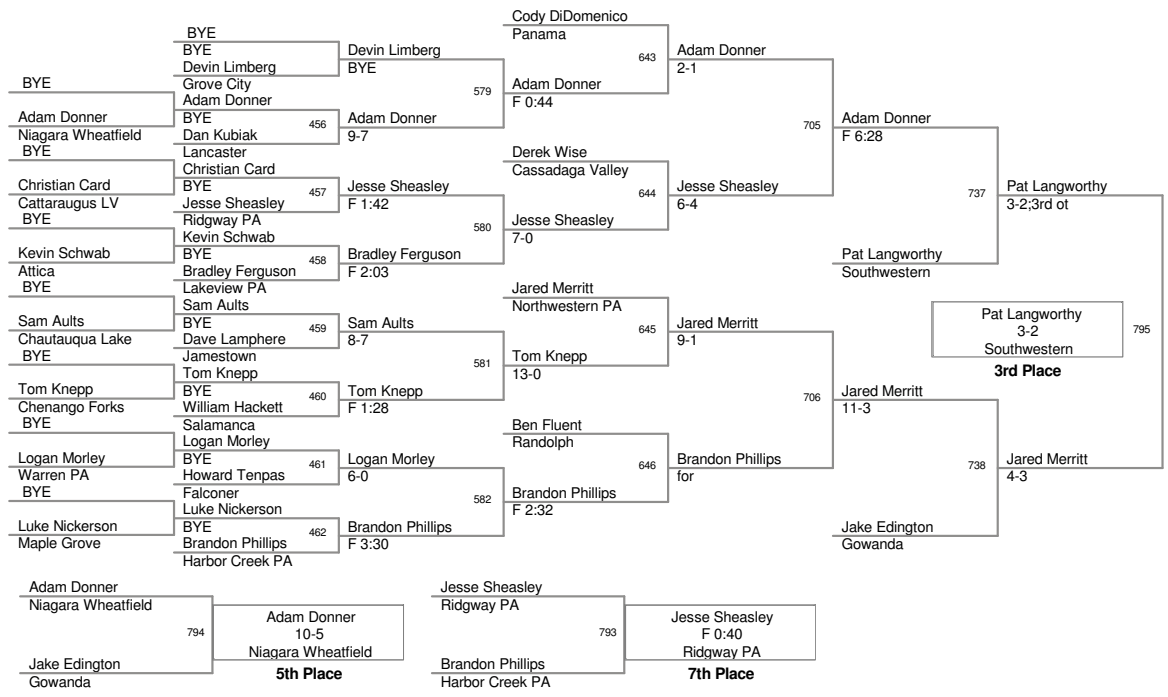 BYE
Adam Donner
Niagara Wheatfield
BYE
Christian Card
Cattaraugus LV
BYE
Kevin Schwab
Attica
BYE
Sam Aults
Chautauqua Lake
BYE
Tom Knepp
Chenango Forks
BYE
Logan Morley
Warren PA
BYE
Luke Nickerson
Maple Grove
BYE
BYE
Devin Limberg
Grove City
Adam Donner
BYE
456
Dan Kubiak
Lancaster
Christian Card
BYE
457
Jesse Sheasley
Ridgway PA
Kevin Schwab
BYE
458
Bradley Ferguson
Lakeview PA
Sam Aults
BYE
459
Dave Lamphere
Jamestown
Tom Knepp
BYE
460
William Hackett
Salamanca
Logan Morley
BYE
461
Howard Tenpas
Falconer
Luke Nickerson
BYE
462
Brandon Phillips
Harbor Creek PA
Devin Limberg
BYE
579
Adam Donner
9-7
Jesse Sheasley
F 1:42
580
Bradley Ferguson
F 2:03
Sam Aults
8-7
581
Tom Knepp
F 1:28
Logan Morley
6-0
582
Brandon Phillips
F 3:30
Cody DiDomenico
Panama
643
Adam Donner
F 0:44
Derek Wise
Cassadaga Valley
644
Jesse Sheasley
7-0
Jared Merritt
Northwestern PA
645
Tom Knepp
13-0
Ben Fluent
Randolph
646
Brandon Phillips
F 2:32
Adam Donner
2-1
705
Jesse Sheasley
6-4
Jared Merritt
9-1
706
Brandon Phillips
for
Adam Donner
F 6:28
737
Pat Langworthy
Southwestern
Jared Merritt
11-3
738
Jake Edington
Gowanda
Pat Langworthy
3-2;3rd ot
Pat Langworthy
3-2
Southwestern
795
3rd Place
Jared Merritt
4-3
Adam Donner
Niagara Wheatfield
794
Jake Edington
Gowanda
Adam Donner
10-5
Niagara Wheatfield
5th Place
Jesse Sheasley
Ridgway PA
793
Brandon Phillips
Harbor Creek PA
Jesse Sheasley
F 0:40
Ridgway PA
7th Place